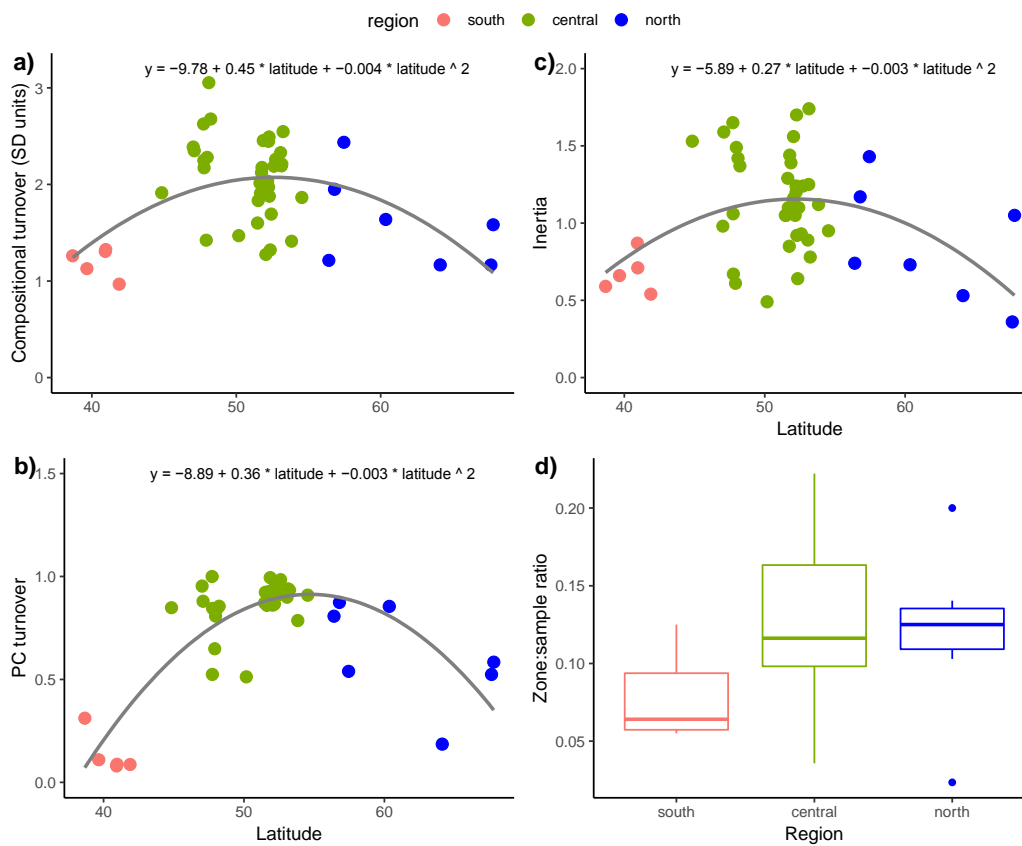 region south central north
a)
y = −9.78 + 0.45 * latitude + −0.004 * latitude ^ 2
Compositional turnover (SD units)
3
2
1
0
40 50 60
c)
y = −5.89 + 0.27 * latitude + −0.003 * latitude ^ 2
Inertia
2.0
1.5
1.0
0.5
0.0
40 50 60
Latitude
b)
y = −8.89 + 0.36 * latitude + −0.003 * latitude ^ 2
PC turnover
1.5
1.0
0.5
0.0
40 50 60
Latitude
d)
Zone:sample ratio
0.20
0.15
0.10
0.05
south central north
Region